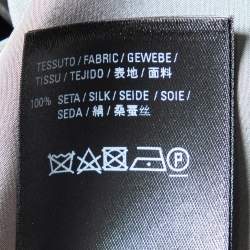 TESSUTO / FABRIC / GEWEBE /
TISSU / TEJIDO / 表地 / 面料
100% SETA / SILK / SEIDE / SOIE /
SEDA / 絹 / 桑蚕丝